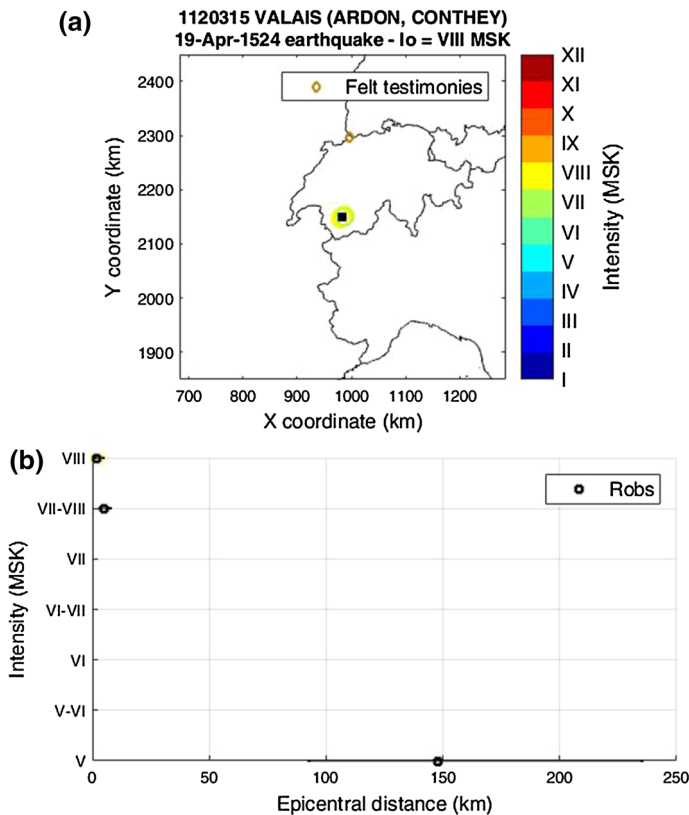 (a)
1120315 VALAIS (ARDON, CONTHEY)
19-Apr-1524 earthquake - Io = VIII MSK
Felt testimonies
Y coordinate (km)
2400
2300
2200
2100
2000
1900
700 800 900 1000 1100 1200
X coordinate (km)
XII
XI
X
IX
VIII
VII
VI
V
IV
III
II
I
Intensity (MSK)
(b)
Robs
Intensity (MSK)
VIII
VII-VIII
VII
VI-VII
VI
V-VI
V
0 50 100 150 200 250
Epicentral distance (km)